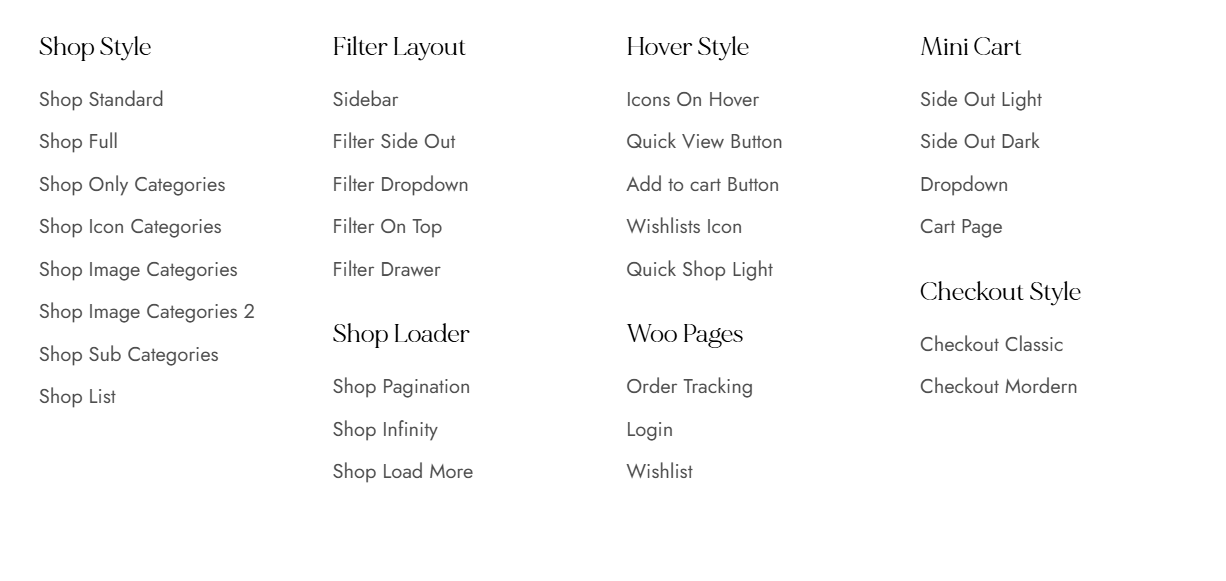 Shop Style
Shop Standard
Shop Full
Shop Only Categories
Shop Icon Categories
Shop Image Categories
Shop Image Categories 2
Shop Sub Categories
Shop List
Filter Layout
Sidebar
Filter Side Out
Filter Dropdown
Filter On Top
Filter Drawer
Shop Loader
Shop Pagination
Shop Infinity
Shop Load More
Hover Style
Icons On Hover
Quick View Button
Add to cart Button
Wishlists Icon
Quick Shop Light
Woo Pages
Order Tracking
Login
Wishlist
Mini Cart
Side Out Light
Side Out Dark
Dropdown
Cart Page
Checkout Style
Checkout Classic
Checkout Mordern